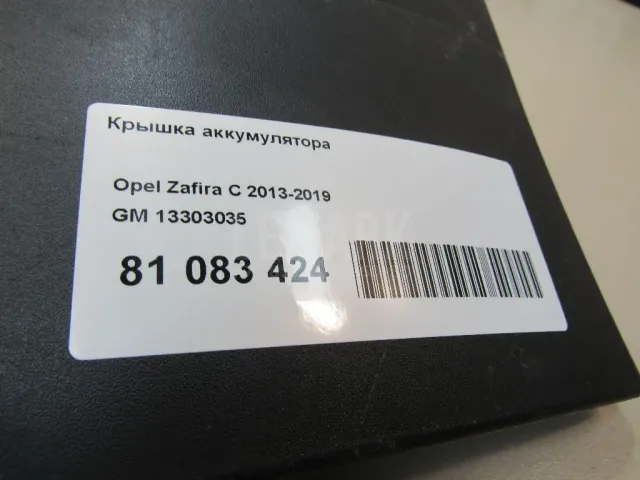 Крышка аккумулятора
Opel Zafira C 2013-2019
GM 13303035
81 083 424